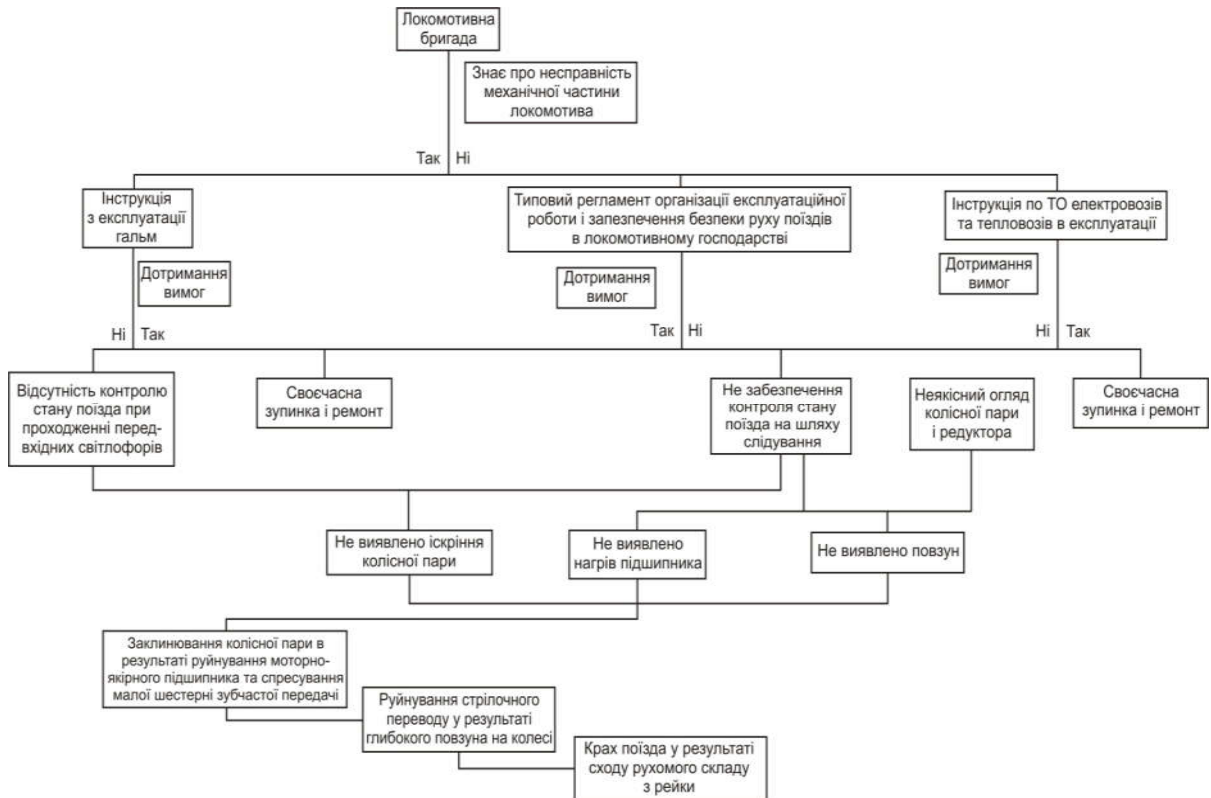 Локомотивна
бригада
Знає про несправність
механічної частини
локомотива
Так Ні
Інструкція
з експлуатації
гальм
Типовий регламент організації експлуатаційної
роботи і запезпечення безпеки руху поїздів
в локомотивному господарстві
Інструкція по ТО електровозів
та тепловозів в експлуатації
Дотримання
вимог
Дотримання
вимог
Дотримання
вимог
Ні Так
Так Ні
Ні Так
Відсутність контролю
стану поїзда при
проходженні перед-
вхідних світлофорів
Своєчасна
зупинка і ремонт
Не забезпечення
контроля стану
поїзда на шляху
слідування
Неякісний огляд
колісної пари
і редуктора
Своєчасна
зупинка і ремонт
Не виявлено іскріння
колісної пари
Не виявлено
нагрів підшипника
Не виявлено повзун
Заклинювання колісної пари в
результаті руйнування моторно-
якірного підшипника та спресування
малої шестерні зубчастої передачі
Руйнування стрілочного
переводу у результаті
глибокого повзуна на колесі
Крах поїзда у результаті
сходу рухомого складу
з рейки